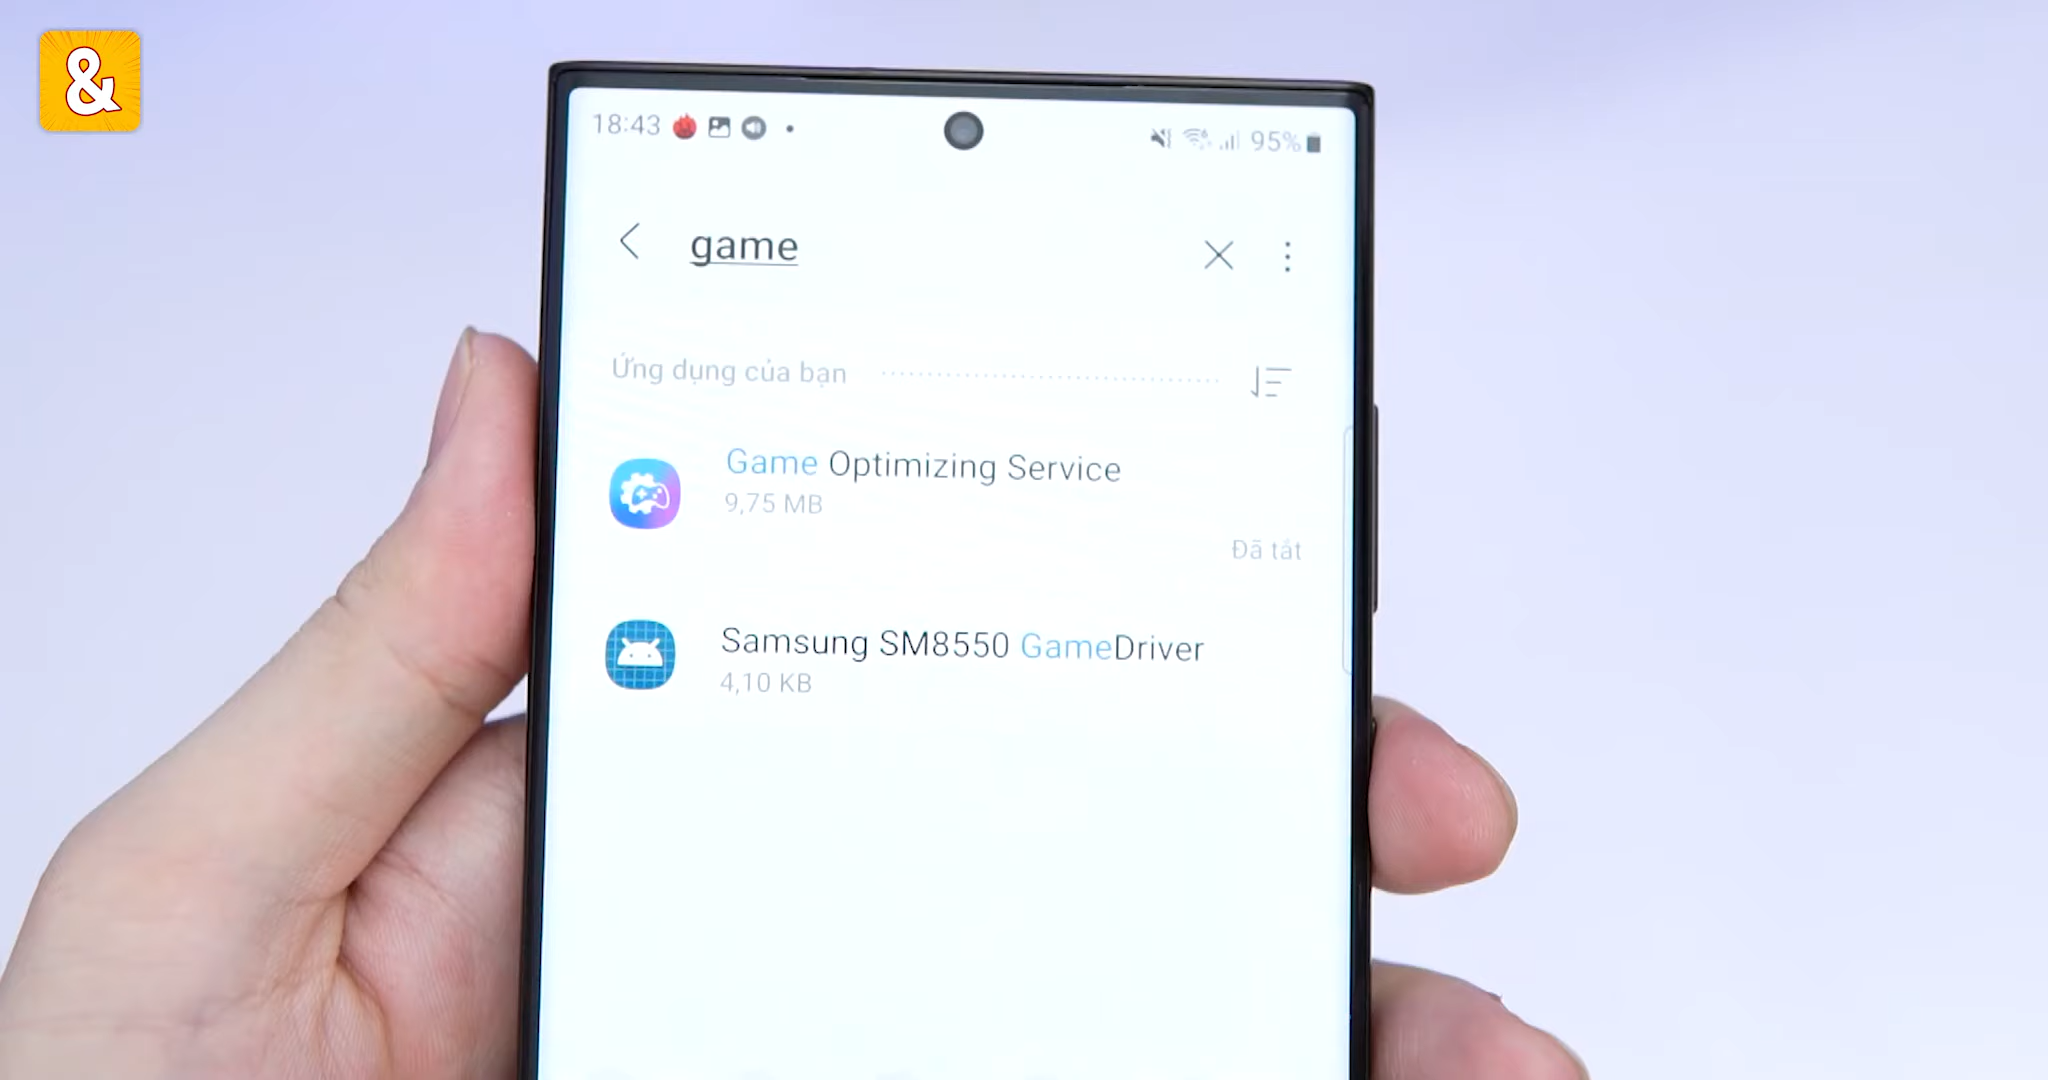 &
18:43
95%
game
Ứng dụng của bạn
Game Optimizing Service
9,75 MB
Đã tắt
Samsung SM8550 GameDriver
4,10 KB